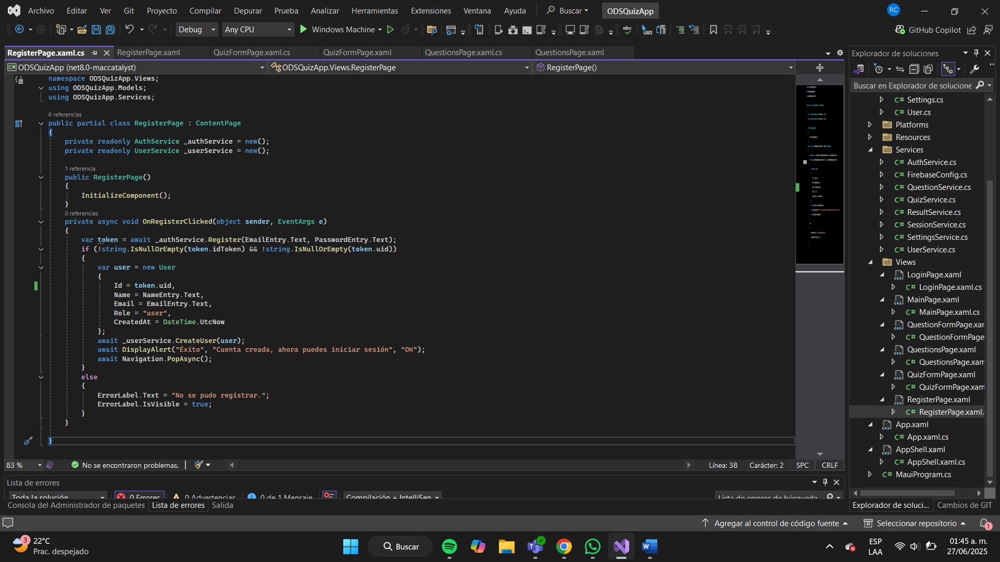 Archivo Editar Ver Git Proyecto Compilar Depurar Prueba Analizar Herramientas Extensiones Ventana Ayuda Buscar ODSQuizApp RC
Debug Any CPU Windows Machine abc GitHub Copilot
RegisterPage.xaml.cs RegisterPage.xaml QuizFormPage.xaml.cs QuizFormPage.xaml QuestionsPage.xaml.cs QuestionsPage.xaml
C# ODSQuizApp (net8.0-maccatalyst) ODSQuizApp.Views.RegisterPage RegisterPage()
namespace ODSQuizApp.Views;
using ODSQuizApp.Models;
using ODSQuizApp.Services;
6 referencias
public partial class RegisterPage : ContentPage
{
private readonly AuthService _authService = new();
private readonly UserService _userService = new();
1 referencia
public RegisterPage()
{
InitializeComponent();
}
0 referencias
private async void OnRegisterClicked(object sender, EventArgs e)
{
var token = await _authService.Register(EmailEntry.Text, PasswordEntry.Text);
if (!string.IsNullOrEmpty(token.idToken) && !string.IsNullOrEmpty(token.uid))
{
var user = new User
{
Id = token.uid,
Name = NameEntry.Text,
Email = EmailEntry.Text,
Role = "user",
CreatedAt = DateTime.UtcNow
};
await _userService.CreateUser(user);
await DisplayAlert("Éxito", "Cuenta creada, ahora puedes iniciar sesión", "OK");
await Navigation.PopAsync();
}
else
{
ErrorLabel.Text = "No se pudo registrar.";
ErrorLabel.IsVisible = true;
}
}
}
83 % No se encontraron problemas. Línea: 38 Carácter: 2 SPC CRLF
Lista de errores
Toda la solución 0 Errores 0 Advertencias 0 de 1 Mensaje Compilación + IntelliSen Lista de errores de búsqueda
Consola del Administrador de paquetes Lista de errores Salida
Explorador de soluciones
Buscar en Explorador de solucione
C# Settings.cs
C# User.cs
Platforms
Resources
Services
C# AuthService.cs
C# FirebaseConfig.cs
C# QuestionService.cs
C# QuizService.cs
C# ResultService.cs
C# SessionService.cs
C# SettingsService.cs
C# UserService.cs
Views
LoginPage.xaml
C# LoginPage.xaml.cs
MainPage.xaml
C# MainPage.xaml.cs
QuestionFormPage.xar
C# QuestionFormPage
QuestionsPage.xaml
C# QuestionsPage.xam
QuizFormPage.xaml
C# QuizFormPage.xam
RegisterPage.xaml
C# RegisterPage.xaml.
App.xaml
C# App.xaml.cs
AppShell.xaml
C# AppShell.xaml.cs
C# MauiProgram.cs
Explorador de soluci... Cambios de GIT
Agregar al control de código fuente Seleccionar repositorio 1
3 22°C
Prac. despejado
Buscar
ESP
LAA
01:45 a. m.
27/06/2025